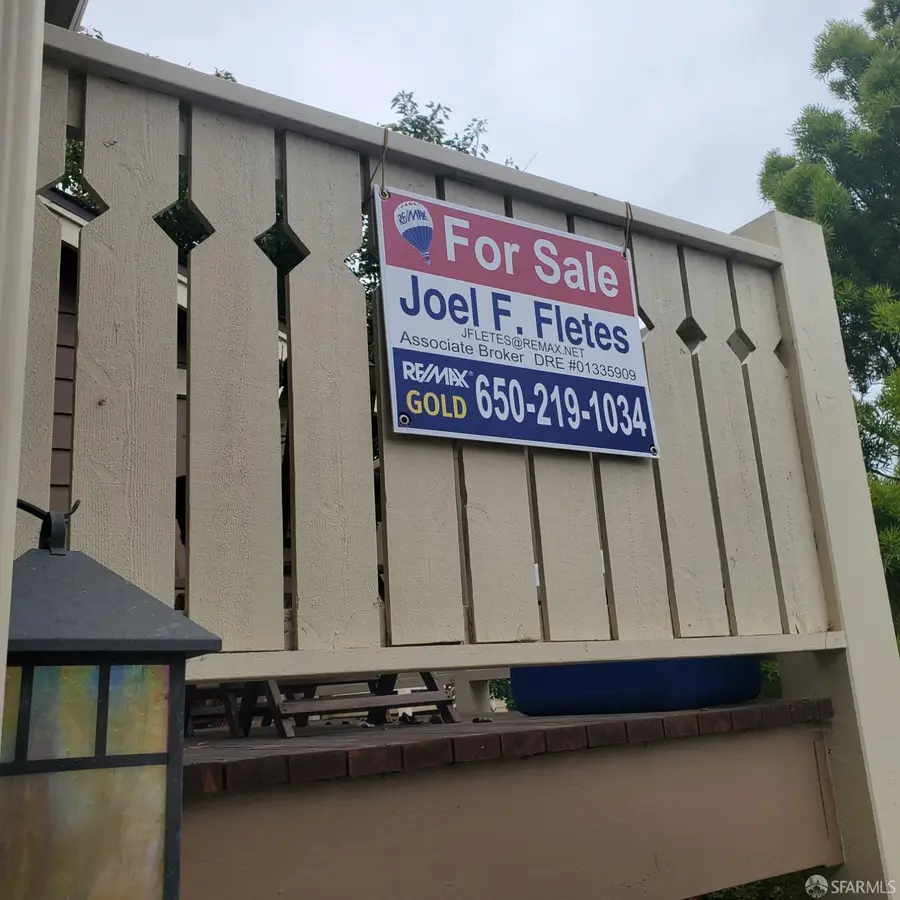 RE/MAX
For Sale
Joel F. Fletes
JFLETES@REMAX.NET
Associate Broker DRE #01335909
RE/MAX®
GOLD
650-219-1034
SFARMLS